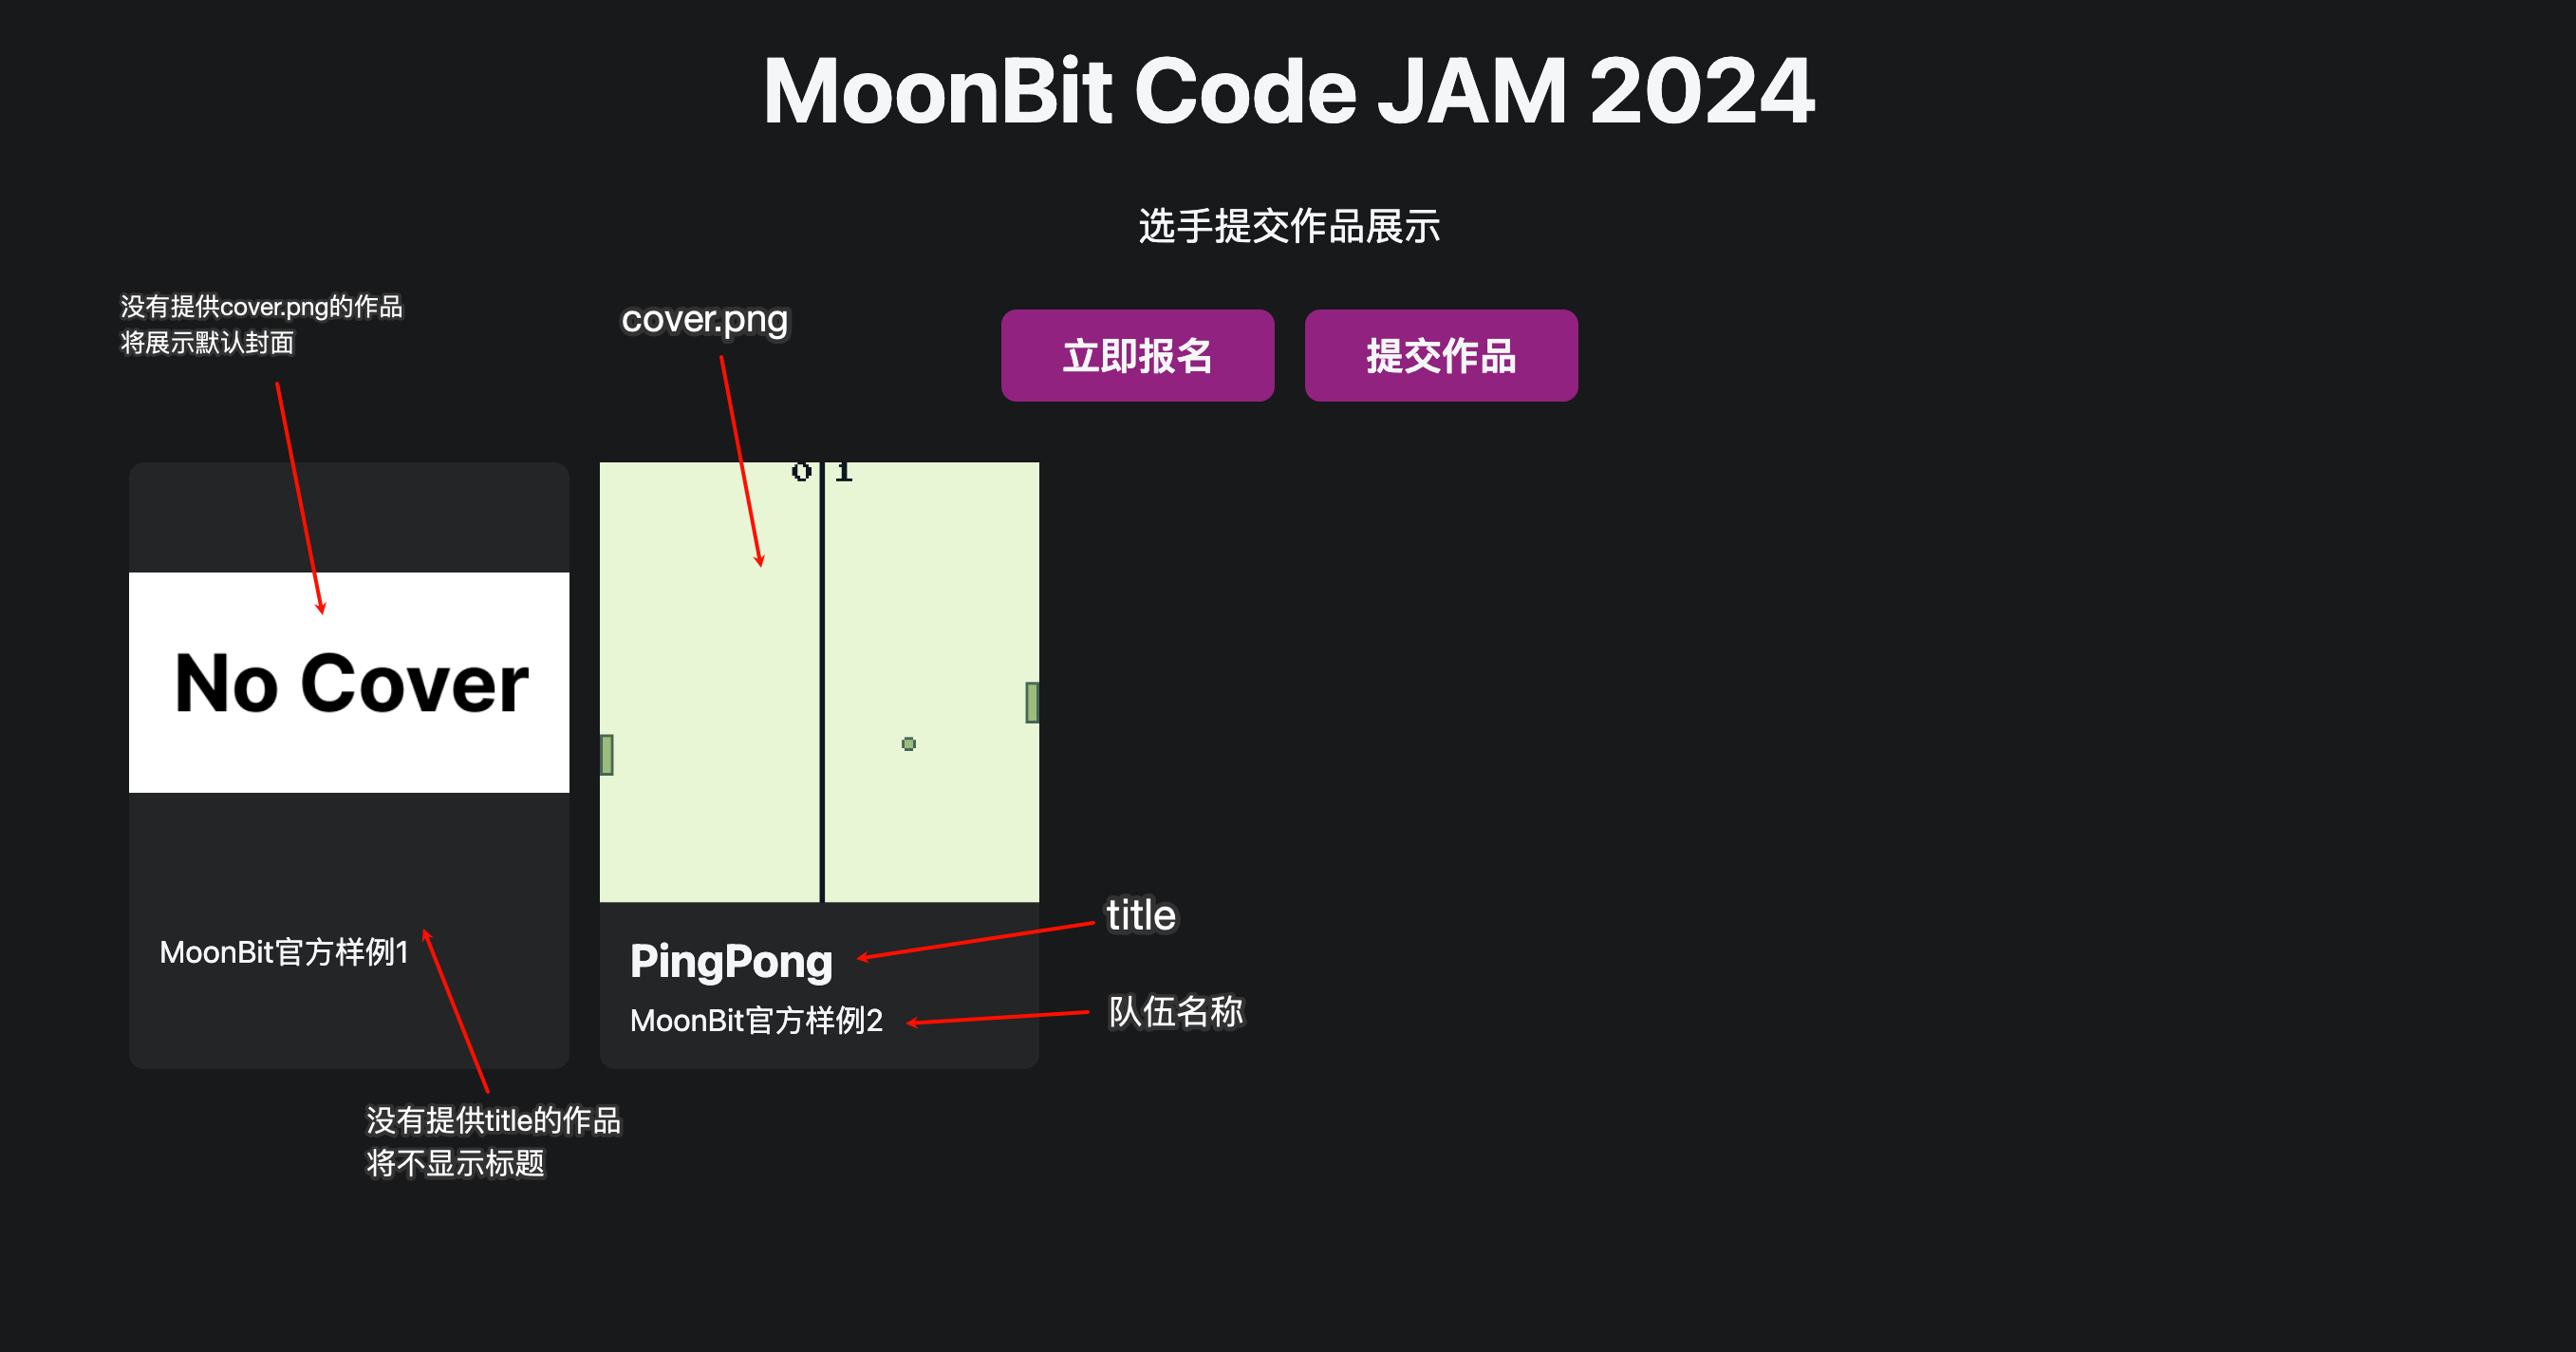 MoonBit Code JAM 2024
选手提交作品展示
没有提供cover.png的作品
将展示默认封面
cover.png
立即报名
提交作品
0 1
No Cover
MoonBit官方样例1
title
PingPong
队伍名称
MoonBit官方样例2
没有提供title的作品
将不显示标题